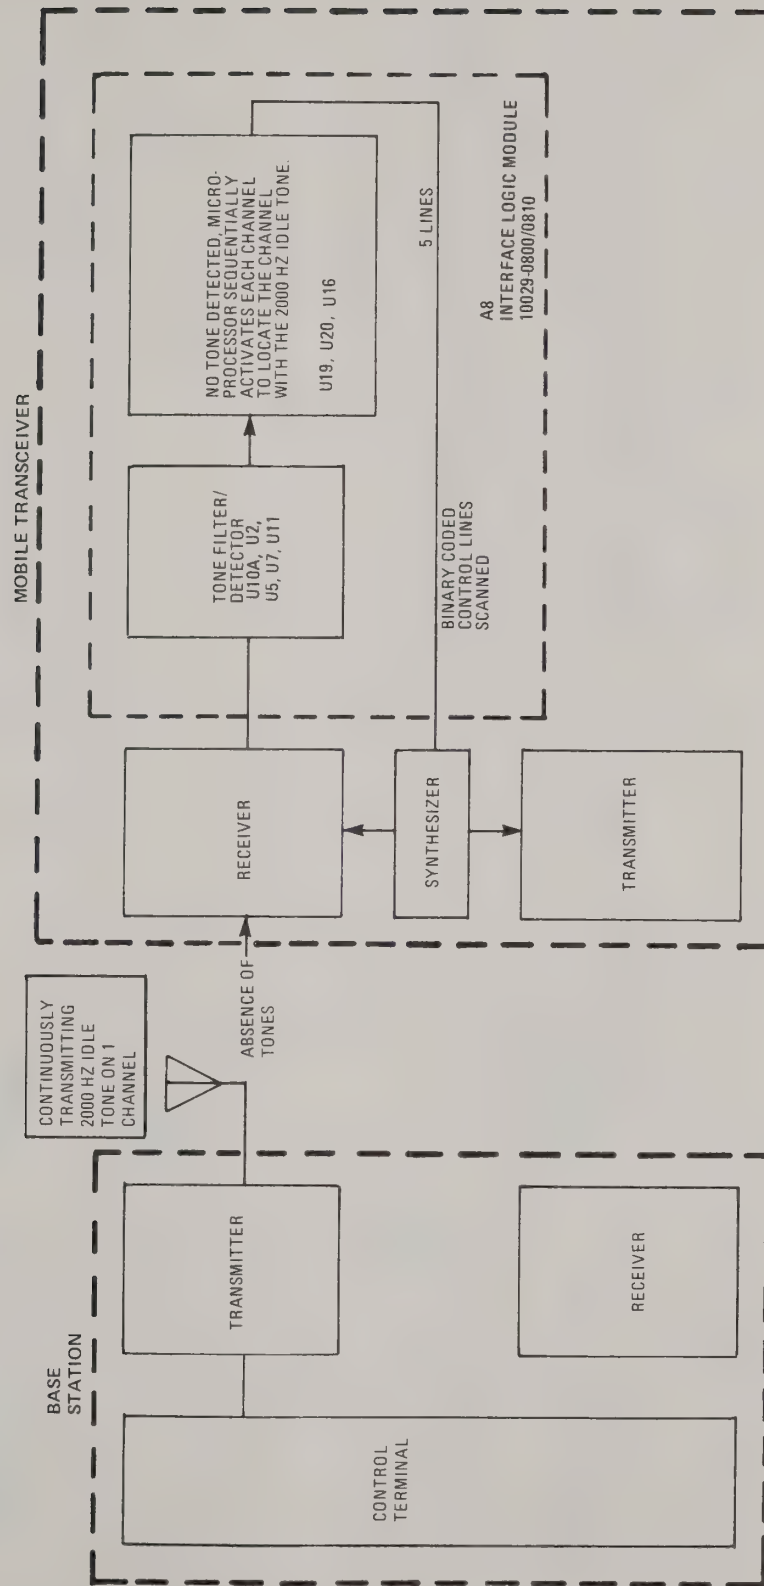 BASE
STATION
CONTROL
TERMINAL
TRANSMITTER
RECEIVER
CONTINUOUSLY
TRANSMITTING
2000 HZ IDLE
TONE ON 1
CHANNEL
ABSENCE OF
TONES
MOBILE TRANSCEIVER
RECEIVER
SYNTHESIZER
TRANSMITTER
TONE FILTER/
DETECTOR
U10A, U2,
U5, U7, U11
NO TONE DETECTED, MICRO-
PROCESSOR SEQUENTIALLY
ACTIVATES EACH CHANNEL
TO LOCATE THE CHANNEL
WITH THE 2000 HZ IDLE TONE.
U19, U20, U16
BINARY CODED
CONTROL LINES
SCANNED
5 LINES
A8
INTERFACE LOGIC MODULE
10029-0800/0810